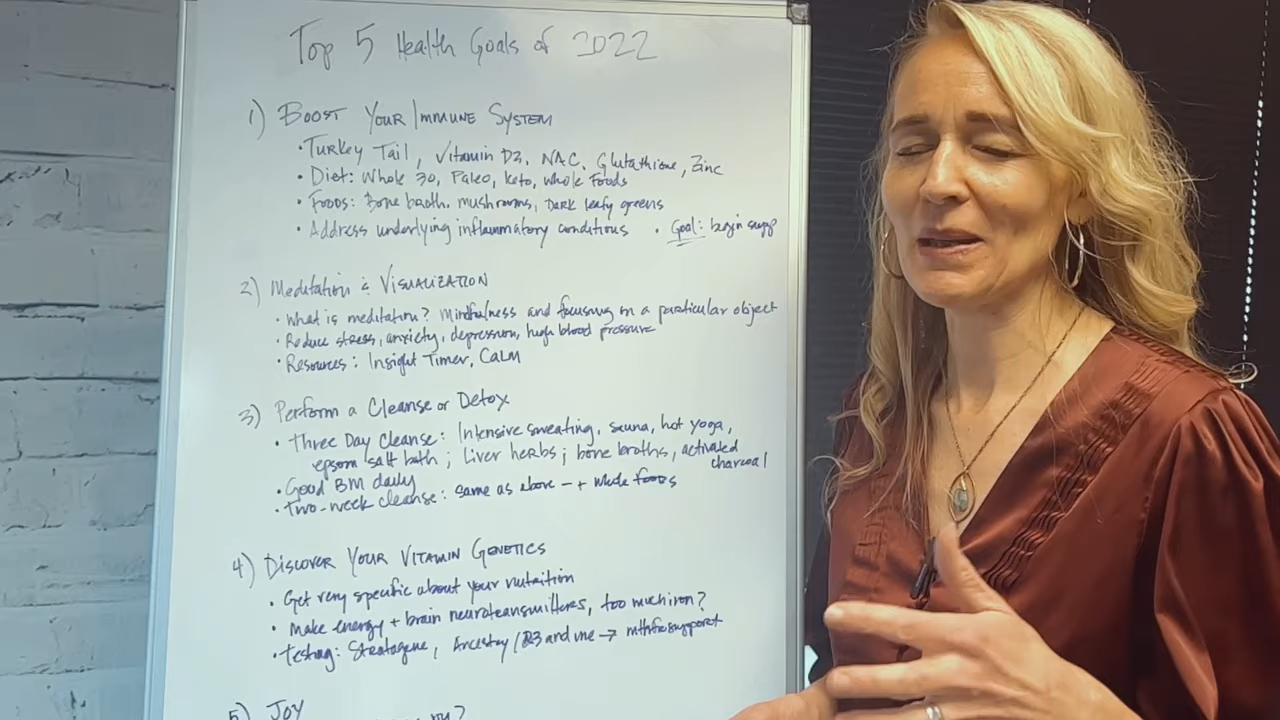 Top 5 Health Goals of 2022
1) BOOST YOUR IMMUNE SYSTEM
• Turkey Tail, Vitamin D3, NAC, Glutathione, Zinc
• Diet: Whole 30, Paleo, Keto, Whole Foods
• Foods: Bone broth, mushrooms, Dark leafy greens
• Address underlying inflammatory conditions • Goal: begin supp
2) Meditation & VISUALIZATION
• What is meditation? Mindfulness and focusing on a particular object
• Reduce stress, anxiety, depression, high blood pressure
• Resources: Insight Timer, CALM
3) Perform a Cleanse or Detox
• Three Day Cleanse: Intensive sweating, sauna, hot yoga,
epsom salt bath; Liver herbs; bone broths, activated
charcoal
• Good BM daily
• Two-week cleanse: same as above - + whole foods
4) DISCOVER YOUR VITAMIN GENETICS
• Get very specific about your nutrition
• Make energy + brain neurotransmitters, too much iron?
• Testing: Stratagene, Ancestry / 23 and me → mthfrsupport
5) JOY